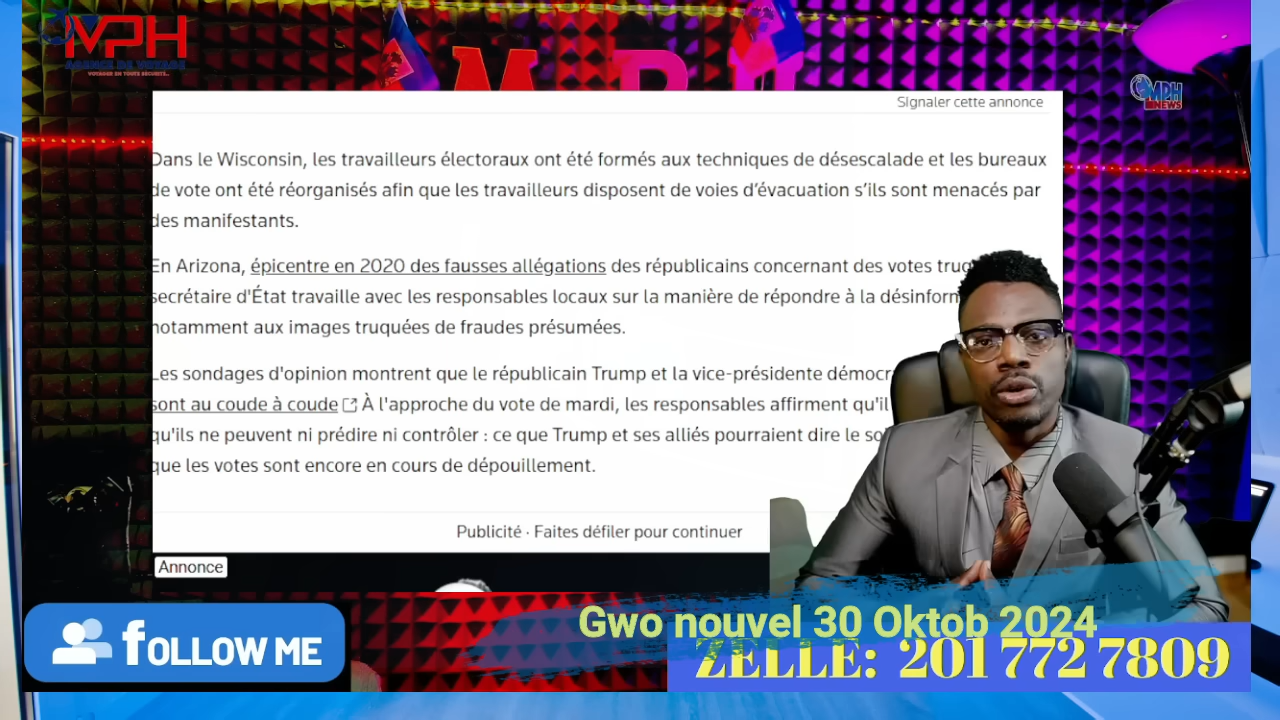 MPH
AGENCE DE VOYAGE
VOYAGER EN TOUTE SECURITE..
MPH
NEWS
Signaler cette annonce
Dans le Wisconsin, les travailleurs électoraux ont été formés aux techniques de désescalade et les bureaux
de vote ont été réorganisés afin que les travailleurs disposent de voies d'évacuation s'ils sont menacés par
des manifestants.
En Arizona, épicentre en 2020 des fausses allégations des républicains concernant des votes
secrétaire d'État travaille avec les responsables locaux sur la manière de répondre à la
notamment aux images truquées de fraudes présumées.
Les sondages d'opinion montrent que le républicain Trump et la vice-présidente
sont au coude à coude À l'approche du vote de mardi, les responsables affirment qu'il
qu'ils ne peuvent ni prédire ni contrôler : ce que Trump et ses alliés pourraient dire le
que les votes sont encore en cours de dépouillement.
Publicité · Faites défiler pour continuer
Annonce
fOLLOW ME
Gwo nouvel 30 Oktob 2024
ZELLE: 201 772 7809